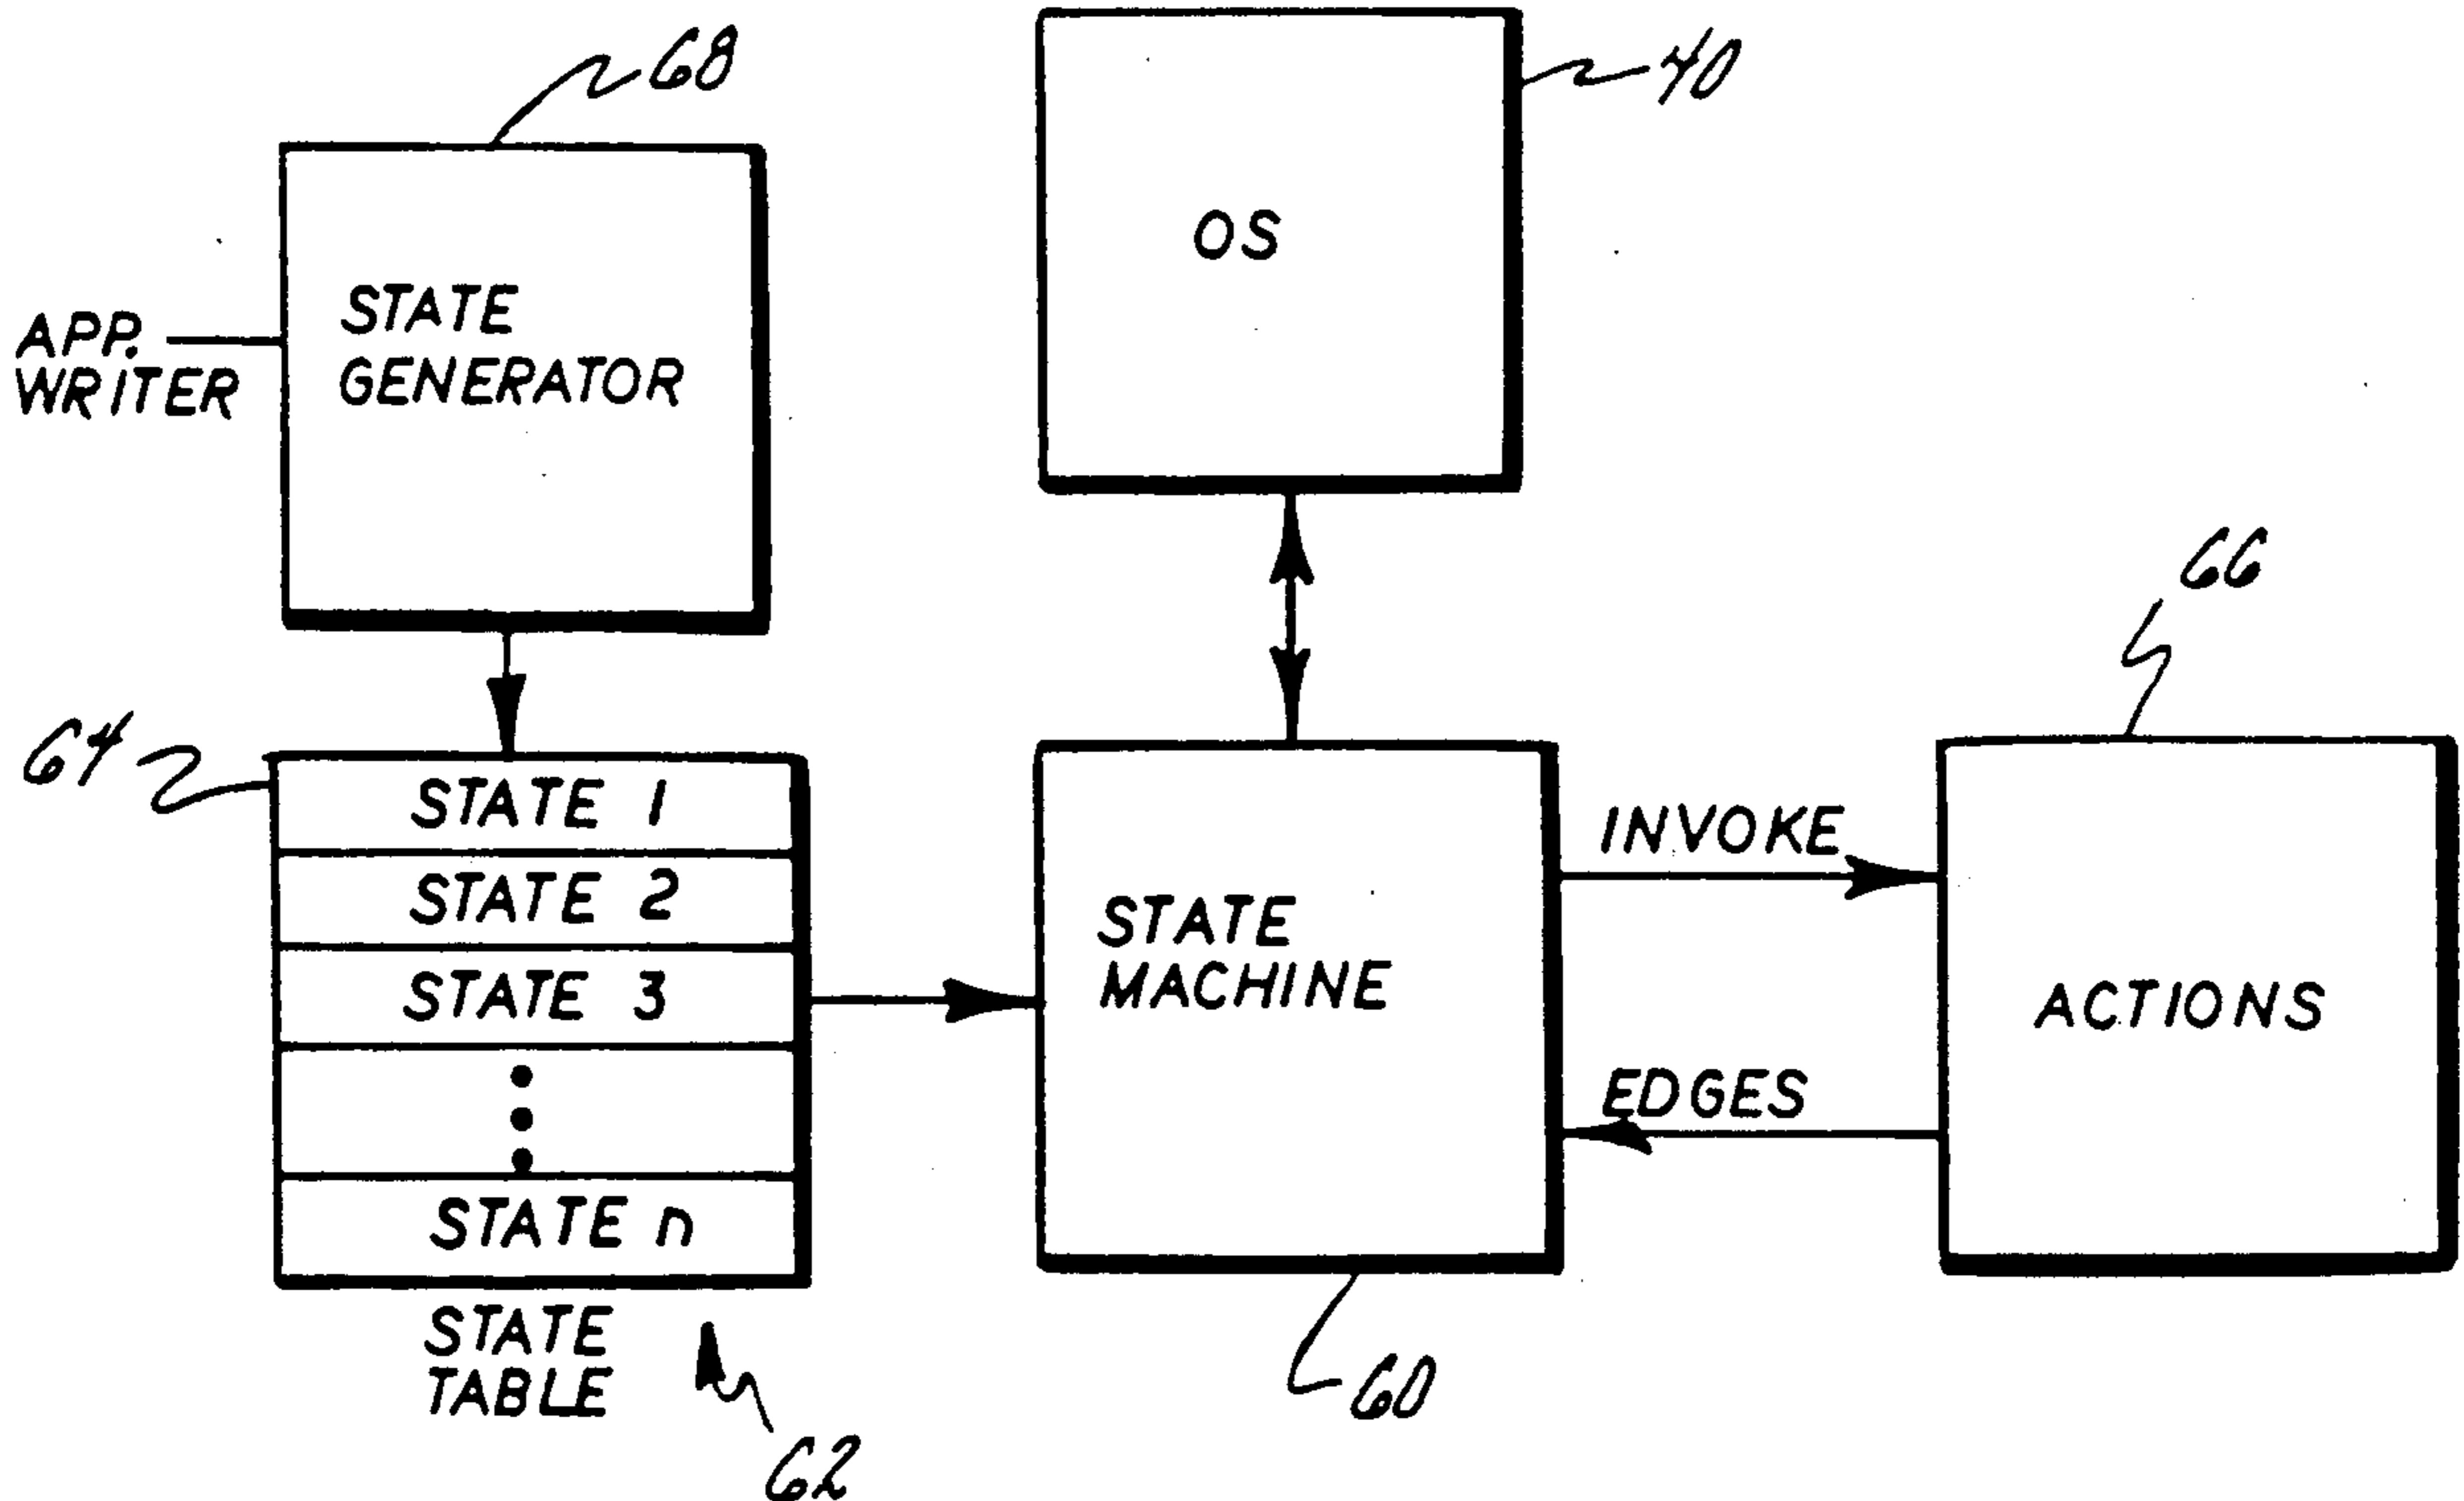 68
40
OS
STATE
GENERATOR
APP.
WRITER
66
64
STATE 1
STATE 2
STATE 3
STATE n
STATE
TABLE
62
STATE
MACHINE
60
INVOKE
EDGES
ACTIONS